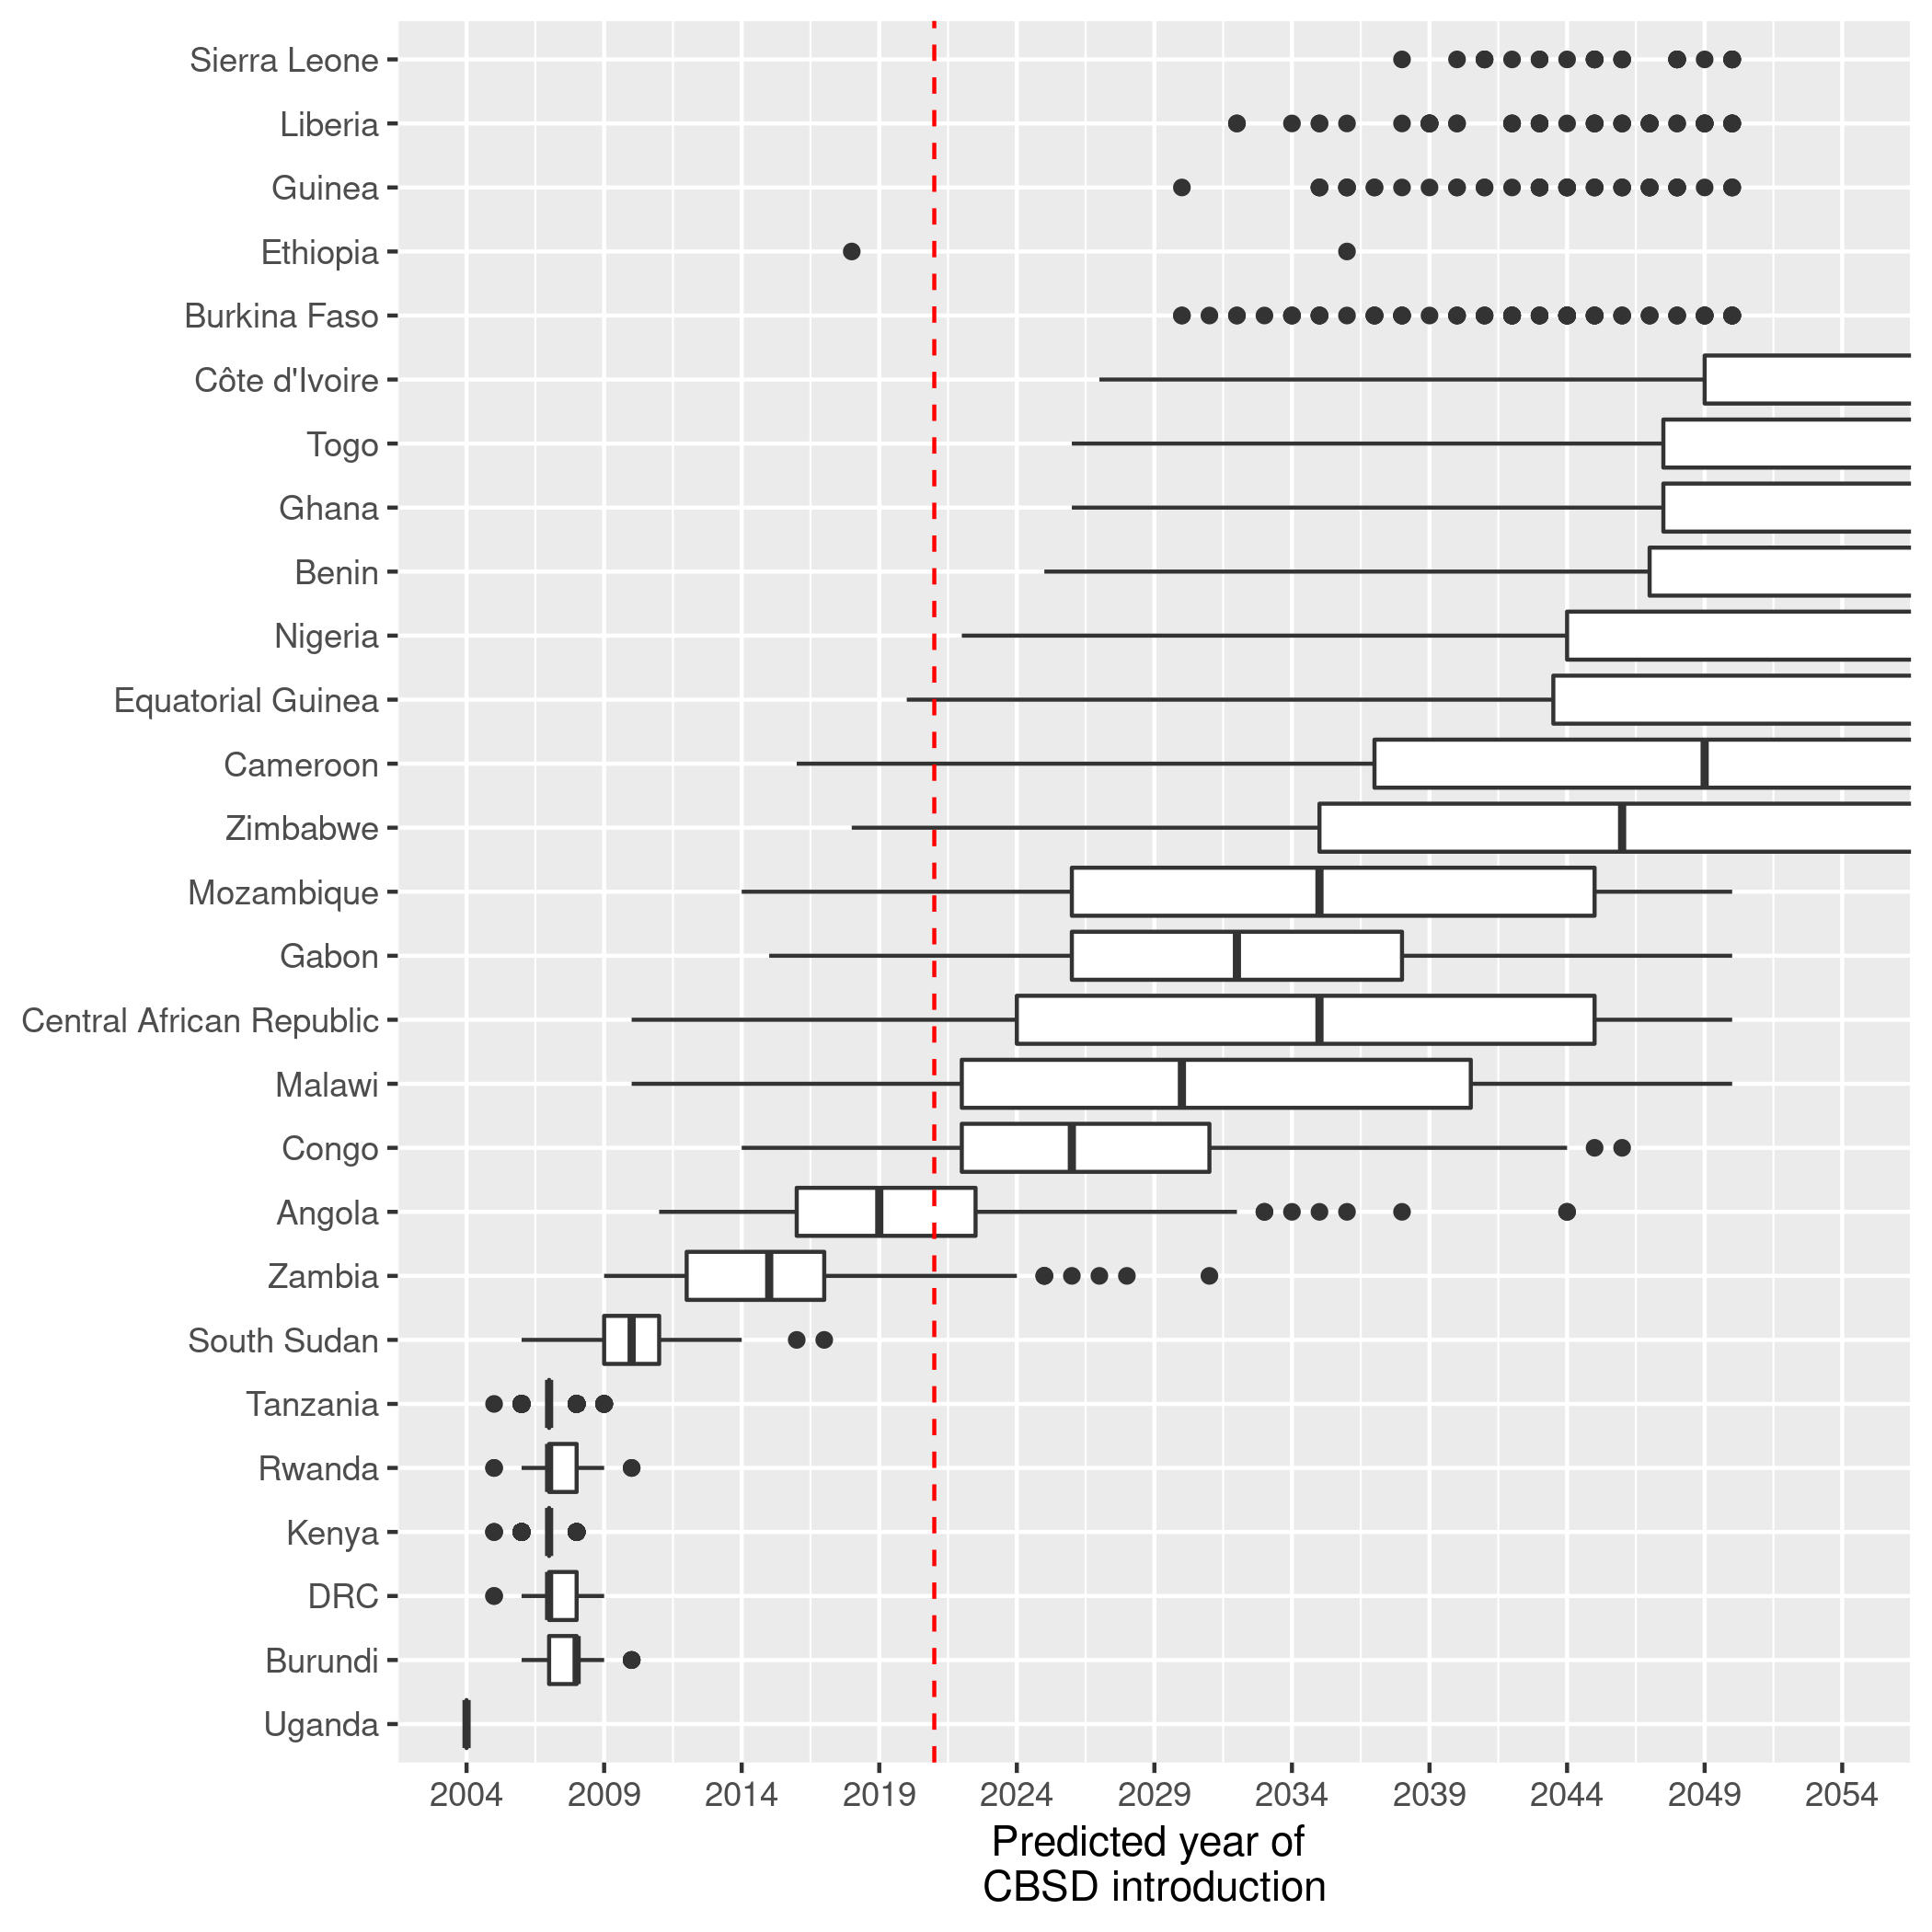 Sierra Leone
Liberia
Guinea
Ethiopia
Burkina Faso
Côte d'Ivoire
Togo
Ghana
Benin
Nigeria
Equatorial Guinea
Cameroon
Zimbabwe
Mozambique
Gabon
Central African Republic
Malawi
Congo
Angola
Zambia
South Sudan
Tanzania
Rwanda
Kenya
DRC
Burundi
Uganda
2004 2009 2014 2019 2024 2029 2034 2039 2044 2049 2054
Predicted year of
CBSD introduction